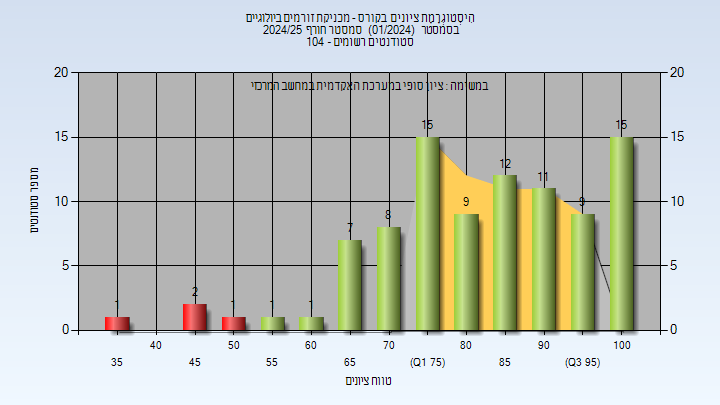 היסטוגרמת ציונים בקורס - מכניקת זורמים ביולוגיים
בסמסטר (01/2024) סמסטר חורף 2024/25
סטודנטים רשומים - 104
במשימה : ציון סופי במערכת האקדמית במחשב המרכזי
מספר סטודנטים
20 20
15 15
10 10
5 5
0 0
1 2 1 1 1 7 8 15 9 12 11 9 15
40 50 60 70 80 90 100
35 45 55 65 (Q1 75) 85 (Q3 95)
טווח ציונים